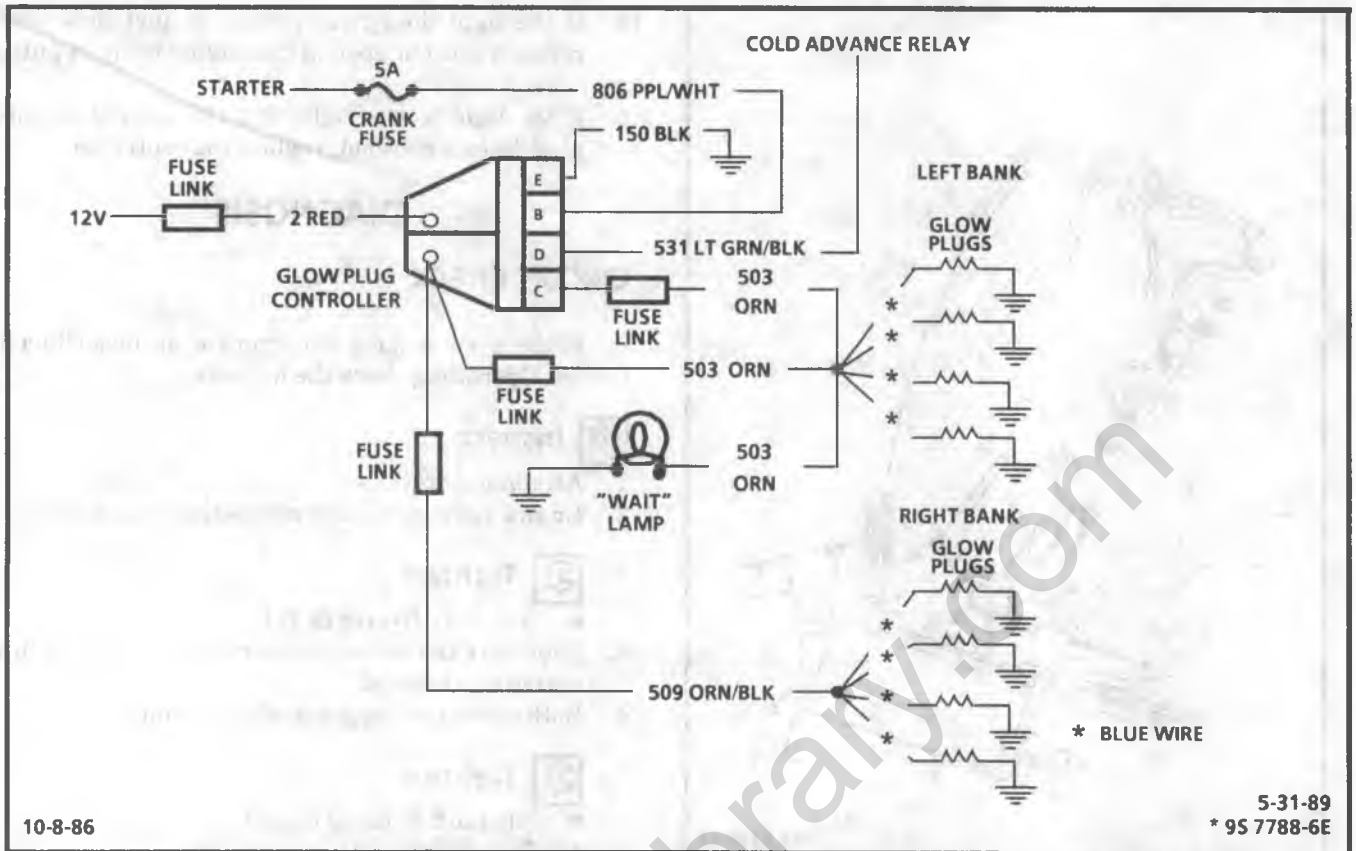 COLD ADVANCE RELAY
5A
STARTER
806 PPL/WHT
CRANK
FUSE
150 BLK
FUSE
LINK
E
LEFT BANK
12V
2 RED
B
GLOW
PLUGS
531 LT GRN/BLK
D
503
ORN
GLOW PLUG
CONTROLLER
C
FUSE
LINK
*
*
503 ORN
FUSE
LINK
*
*
FUSE
LINK
503
ORN
"WAIT"
LAMP
RIGHT BANK
GLOW
PLUGS
*
*
509 ORN/BLK
*
*
* BLUE WIRE
10-8-86
5-31-89
* 9S 7788-6E
brary.com